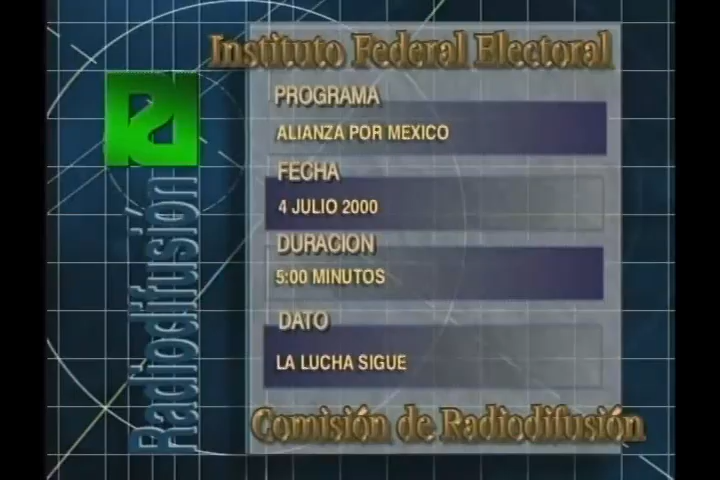 Instituto Federal Electoral
PROGRAMA
ALIANZA POR MEXICO
FECHA
4 JULIO 2000
DURACION
5:00 MINUTOS
DATO
LA LUCHA SIGUE
Comisión de Radiodifusión
Radiodifusión